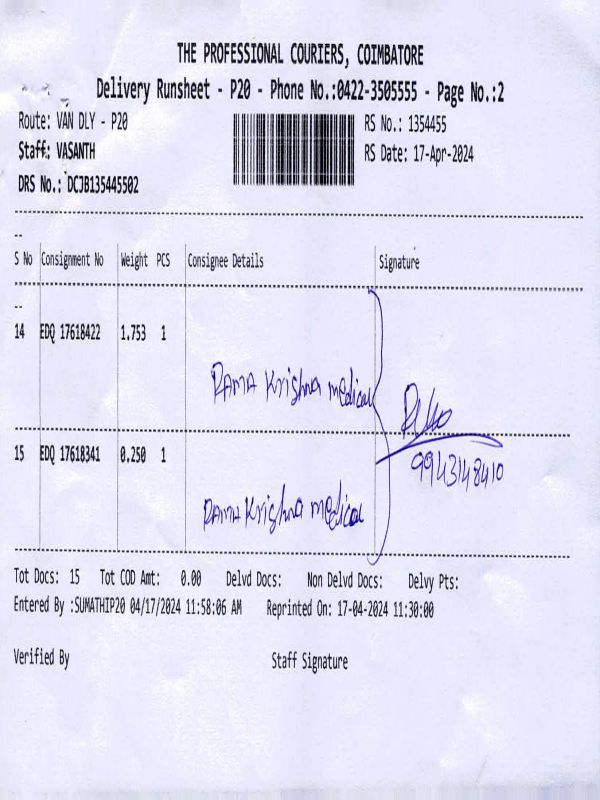 THE PROFESSIONAL COURIERS, COIMBATORE
Delivery Runsheet - P20 - Phone No.:0422-3505555 - Page No.:2
Route: VAN DLY - P20 RS No.: 1354455
Staff: VASANTH RS Date: 17-Apr-2024
DRS No.: DCJB135445502
--
S No Consignment No Weight PCS Consignee Details Signature
--
14 EDQ 17618422 1.753 1
RAMA Krishna medical
15 EDQ 17618341 0.250 1
9943148410
RAMA Krishna medical
Tot Docs: 15 Tot COD Amt: 0.00 Delvd Docs: Non Delvd Docs: Delvy Pts:
Entered By :SUMATHIP20 04/17/2024 11:58:06 AM Reprinted On: 17-04-2024 11:30:00
Verified By Staff Signature